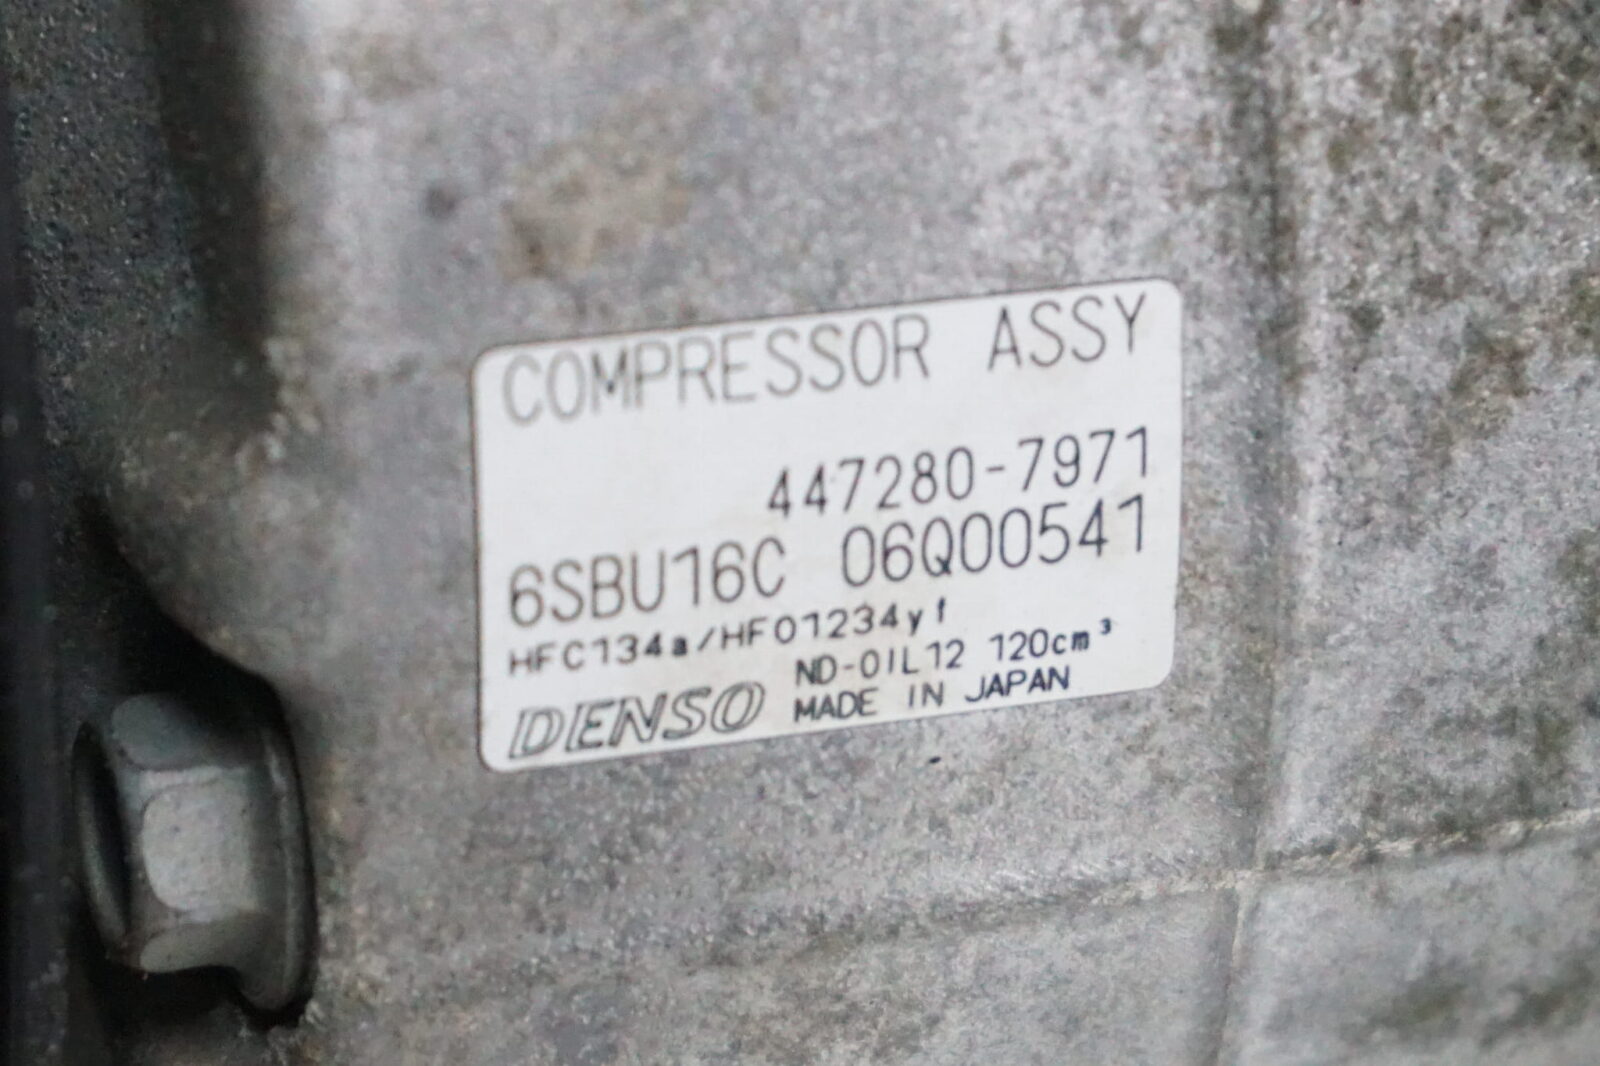 COMPRESSOR ASSY
447280-7971
6SBU16C 06Q00541
HFC134a/HFO1234yf
ND-OIL12 120cm³
DENSO MADE IN JAPAN